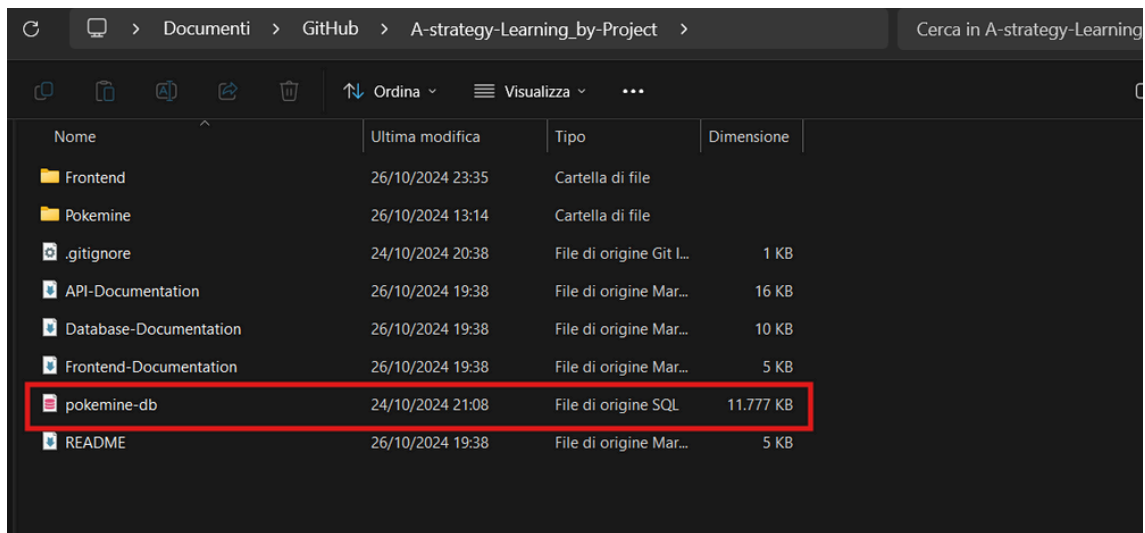 Documenti > GitHub > A-strategy-Learning_by-Project > Cerca in A-strategy-Learning
Ordina Visualizza ...
Nome Ultima modifica Tipo Dimensione
Frontend 26/10/2024 23:35 Cartella di file
Pokemine 26/10/2024 13:14 Cartella di file
.gitignore 24/10/2024 20:38 File di origine Git I... 1 KB
API-Documentation 26/10/2024 19:38 File di origine Mar... 16 KB
Database-Documentation 26/10/2024 19:38 File di origine Mar... 10 KB
Frontend-Documentation 26/10/2024 19:38 File di origine Mar... 5 KB
pokemine-db 24/10/2024 21:08 File di origine SQL 11.777 KB
README 26/10/2024 19:38 File di origine Mar... 5 KB